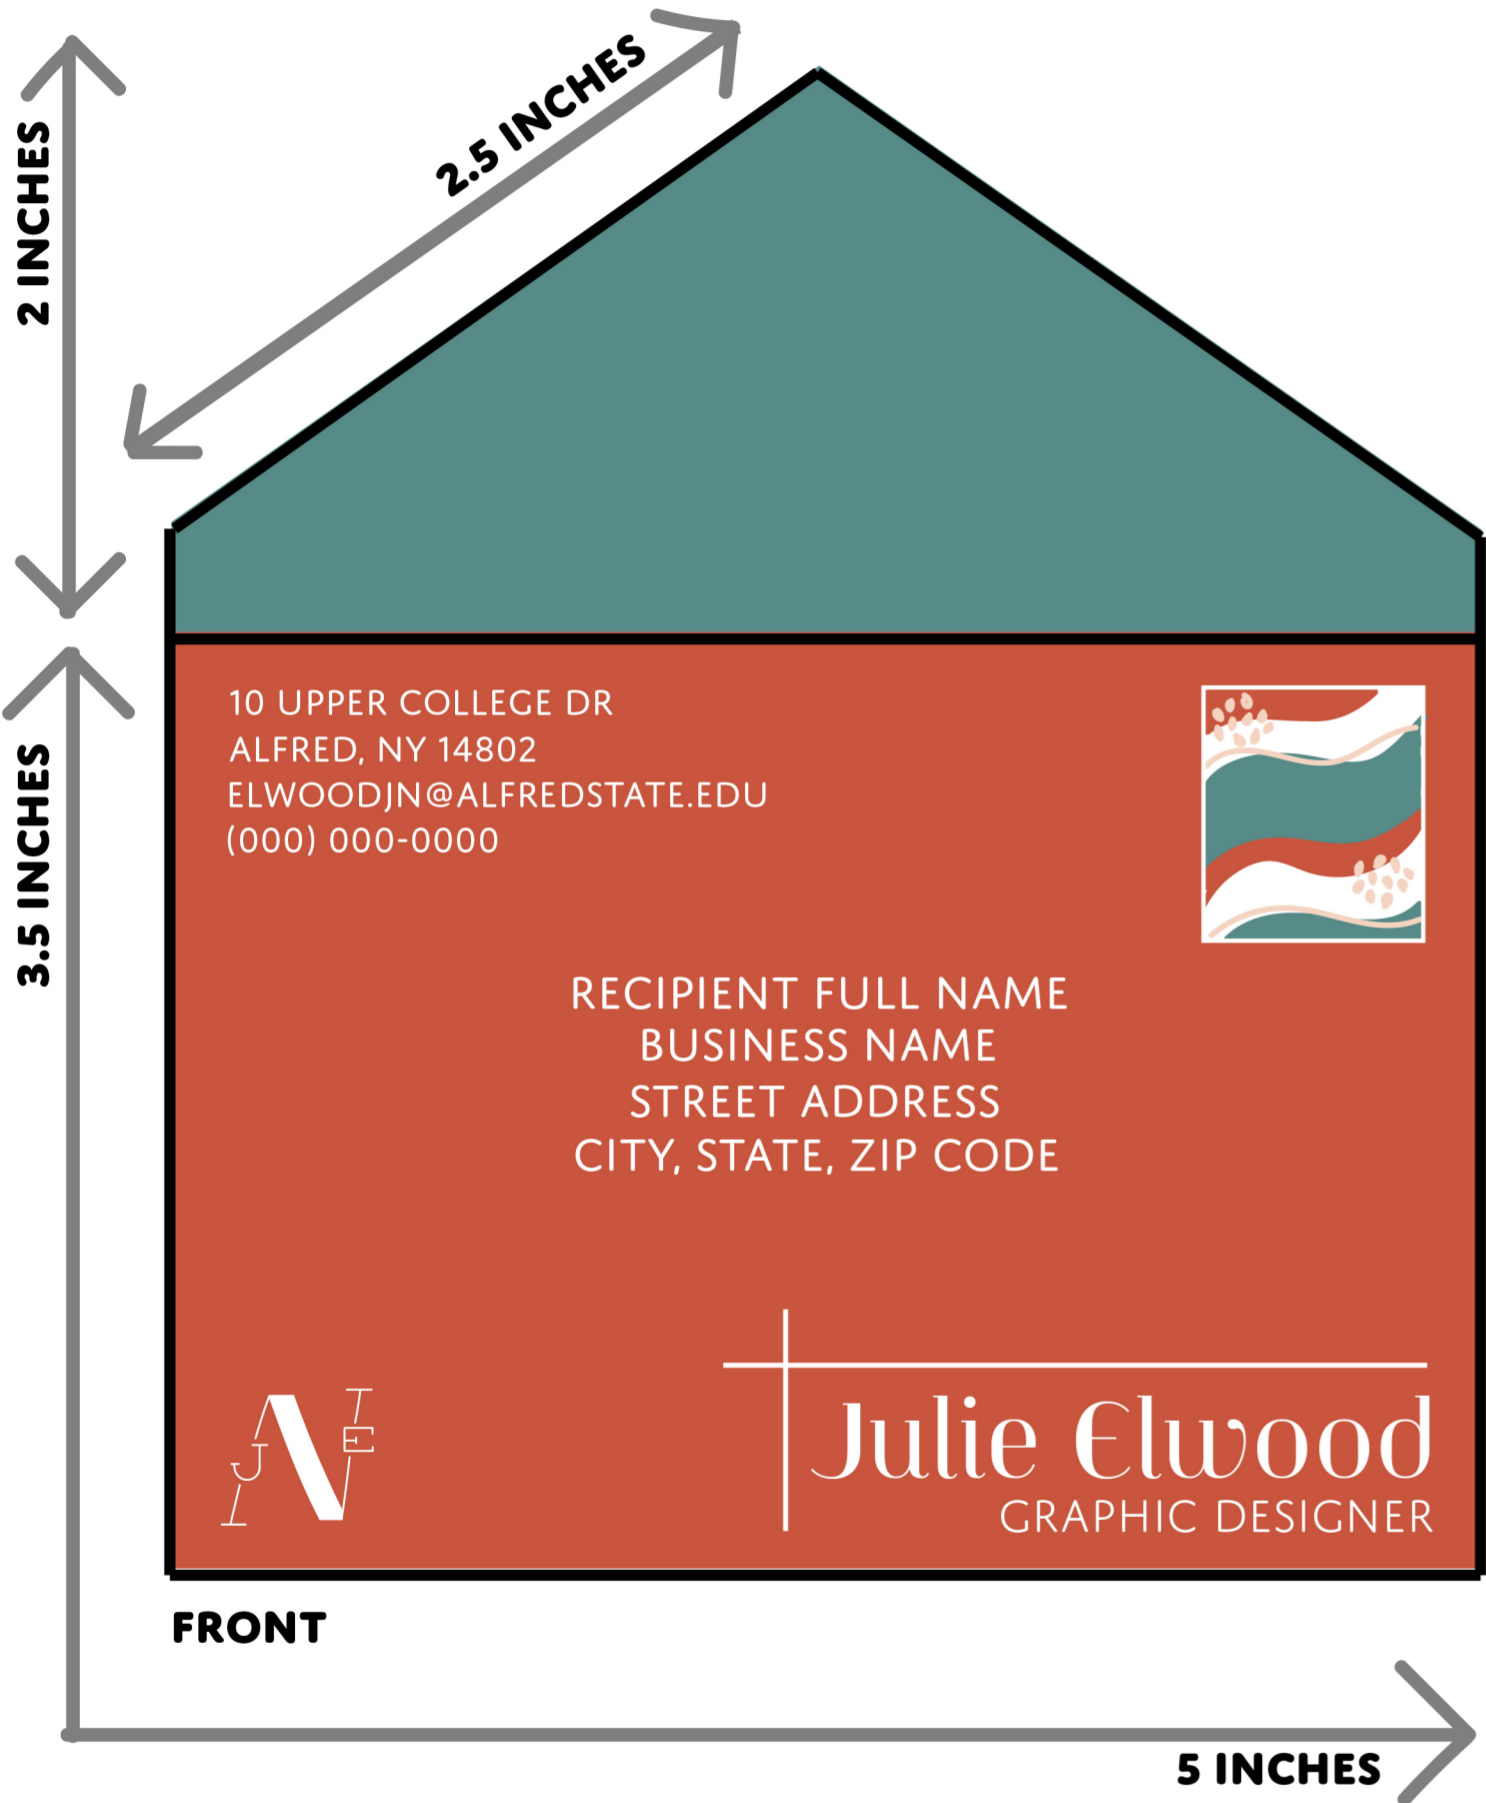 2.5 INCHES
2 INCHES
10 UPPER COLLEGE DR
ALFRED, NY 14802
ELWOODJN@ALFREDSTATE.EDU
(000) 000-0000
3.5 INCHES
RECIPIENT FULL NAME
BUSINESS NAME
STREET ADDRESS
CITY, STATE, ZIP CODE
J N E
Julie Elwood
GRAPHIC DESIGNER
FRONT
5 INCHES